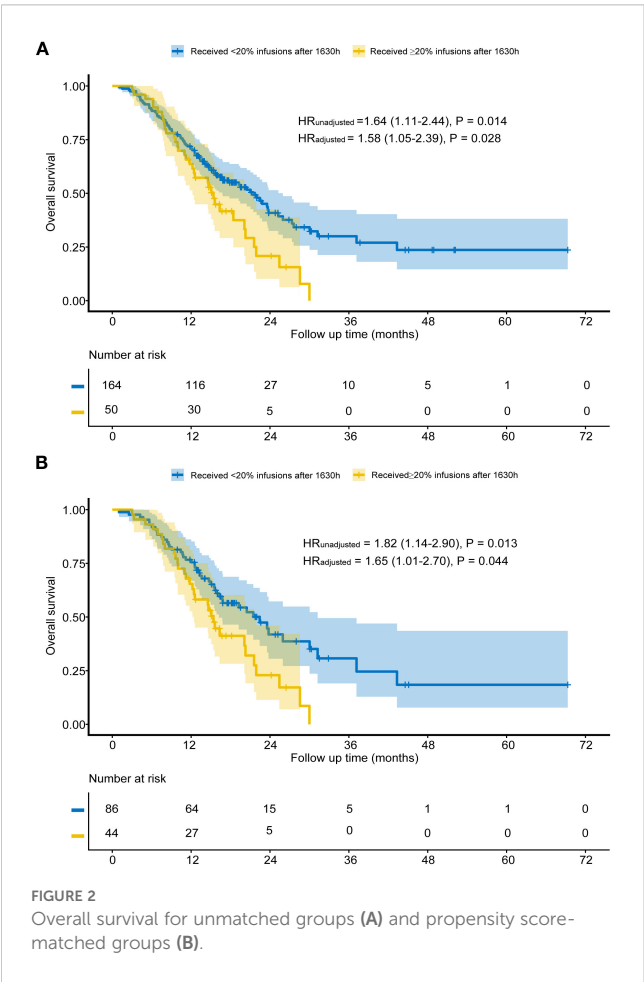 A
Received <20% infusions after 1630h Received ≥20% infusions after 1630h
1.00
HRunadjusted =1.64 (1.11-2.44), P = 0.014
HRadjusted = 1.58 (1.05-2.39), P = 0.028
0.75
0.50
0.25
0.00
Overall survival
0 12 24 36 48 60 72
Follow up time (months)
Number at risk
164 116 27 10 5 1 0
50 30 5 0 0 0 0
0 12 24 36 48 60 72
B
Received <20% infusions after 1630h Received≥20% infusions after 1630h
1.00
HRunadjusted = 1.82 (1.14-2.90), P = 0.013
HRadjusted = 1.65 (1.01-2.70), P = 0.044
0.75
0.50
0.25
0.00
Overall survival
0 12 24 36 48 60 72
Follow up time (months)
Number at risk
86 64 15 5 1 1 0
44 27 5 0 0 0 0
0 12 24 36 48 60 72
FIGURE 2
Overall survival for unmatched groups (A) and propensity score-
matched groups (B).